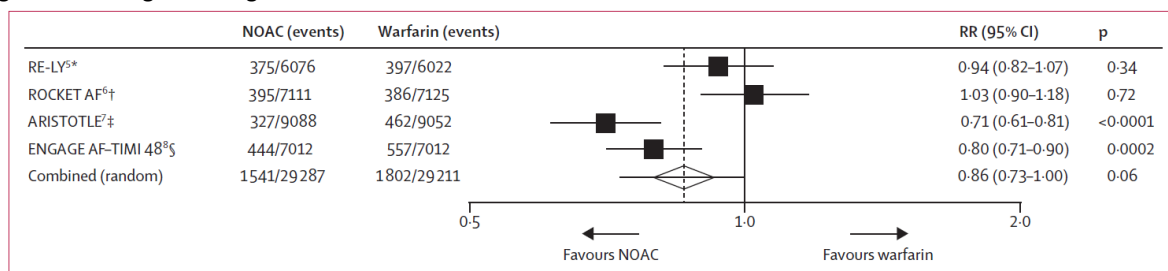 NOAC (events) Warfarin (events) RR (95% CI) p
RE-LY⁵* 375/6076 397/6022 0·94 (0·82–1·07) 0·34
ROCKET AF⁶† 395/7111 386/7125 1·03 (0·90–1·18) 0·72
ARISTOTLE⁷‡ 327/9088 462/9052 0·71 (0·61–0·81) <0·0001
ENGAGE AF–TIMI 48⁸§ 444/7012 557/7012 0·80 (0·71–0·90) 0·0002
Combined (random) 1541/29 287 1802/29 211 0·86 (0·73–1·00) 0·06
0·5 1·0 2·0
Favours NOAC Favours warfarin